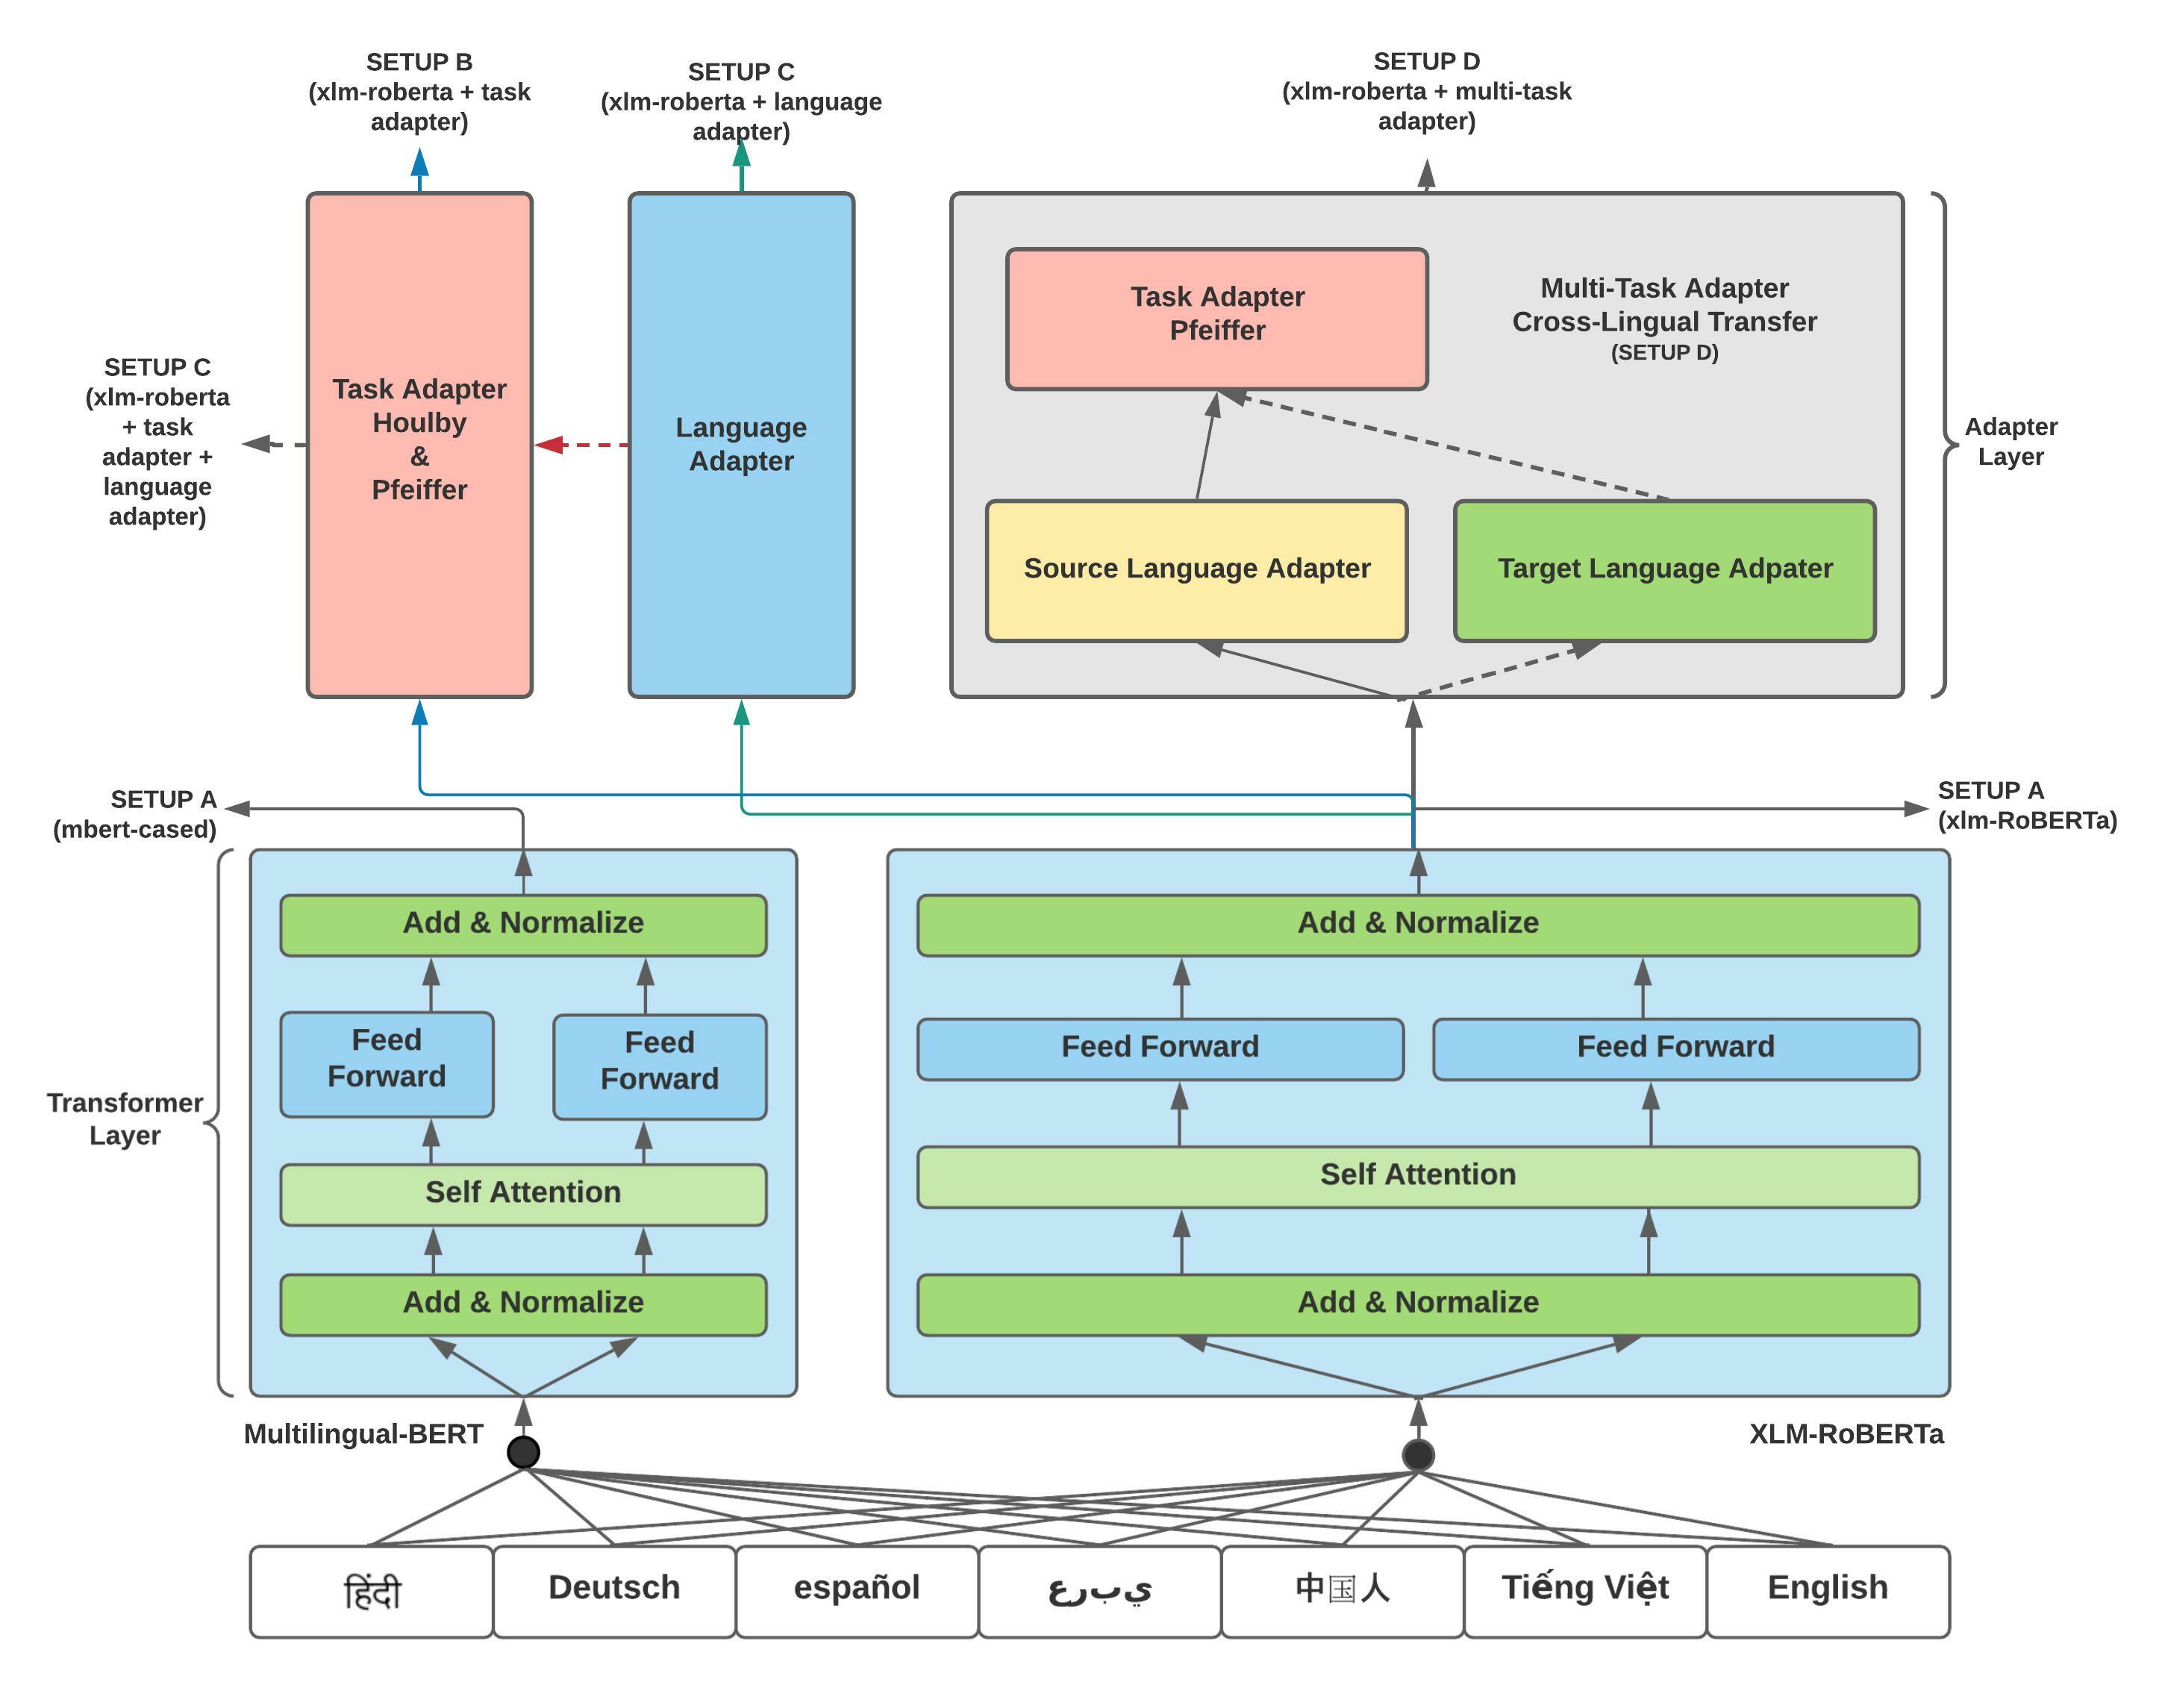 SETUP B
(xlm-roberta + task
adapter)
SETUP C
(xlm-roberta + language
adapter)
SETUP D
(xlm-roberta + multi-task
adapter)
SETUP C
(xlm-roberta
+ task
adapter +
language
adapter)
Task Adapter
Houlby
&
Pfeiffer
Language
Adapter
Task Adapter
Pfeiffer
Multi-Task Adapter
Cross-Lingual Transfer
(SETUP D)
Source Language Adapter
Target Language Adpater
Adapter
Layer
SETUP A
(mbert-cased)
SETUP A
(xlm-RoBERTa)
Transformer
Layer
Add & Normalize
Feed
Forward
Feed
Forward
Self Attention
Add & Normalize
Add & Normalize
Feed Forward
Feed Forward
Self Attention
Add & Normalize
Multilingual-BERT
XLM-RoBERTa
हिंदी
Deutsch
español
يبرع
中国人
Tiếng Việt
English